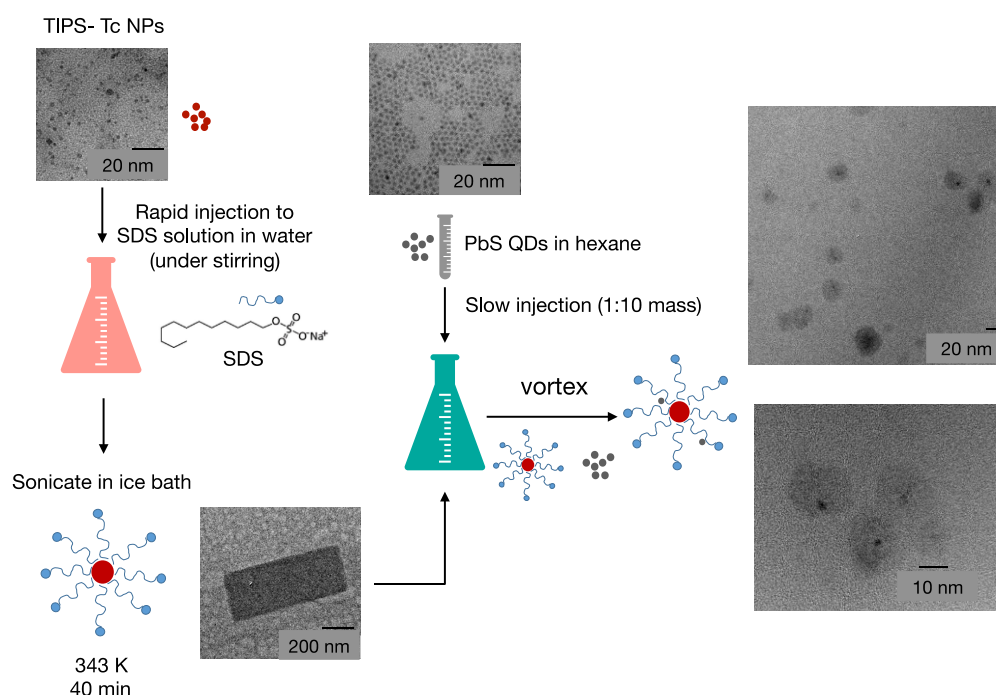 TIPS- Tc NPs
20 nm
Rapid injection to
SDS solution in water
(under stirring)
O
O
S
O
O⁻Na⁺
SDS
Sonicate in ice bath
343 K
40 min
200 nm
20 nm
PbS QDs in hexane
Slow injection (1:10 mass)
vortex
20 nm
10 nm